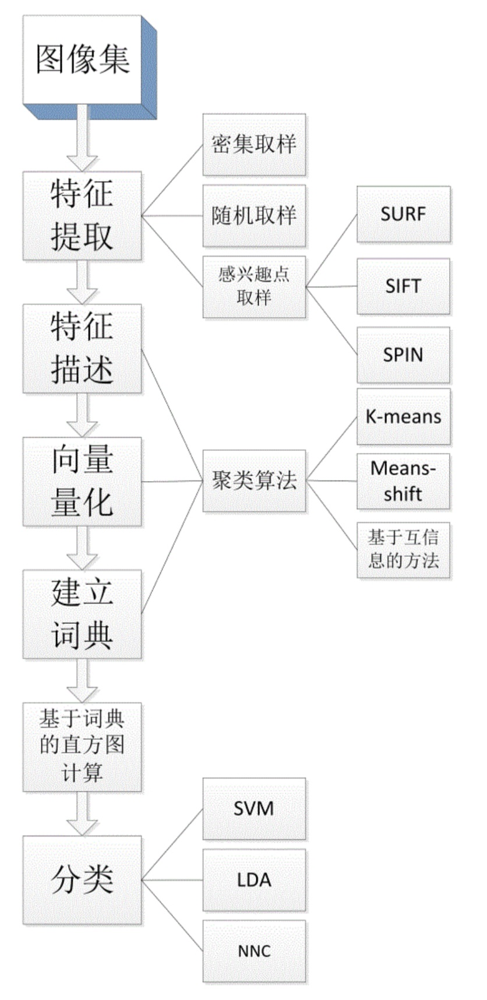 图像集
特征
提取
密集取样
随机取样
感兴趣点
取样
SURF
SIFT
SPIN
特征
描述
向量
量化
建立
词典
聚类算法
K-means
Means-
shift
基于互信
息的方法
基于词典
的直方图
计算
分类
SVM
LDA
NNC